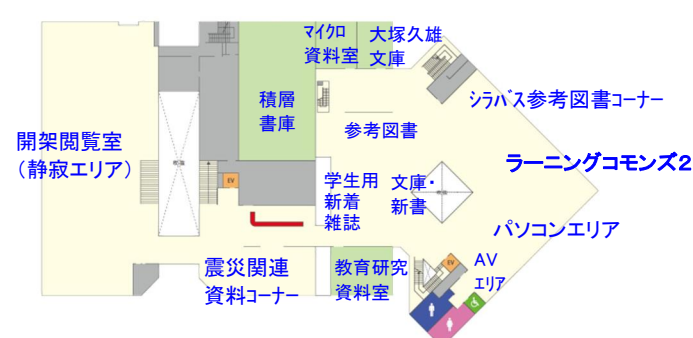 マイクロ
資料室
大塚久雄
文庫
シラバス参考図書コーナー
積層
書庫
参考図書
開架閲覧室
(静寂エリア)
ラーニングコモンズ2
学生用
新着
雑誌
文庫・
新書
EV
パソコンエリア
震災関連
資料コーナー
教育研究
資料室
EV
AV
エリア